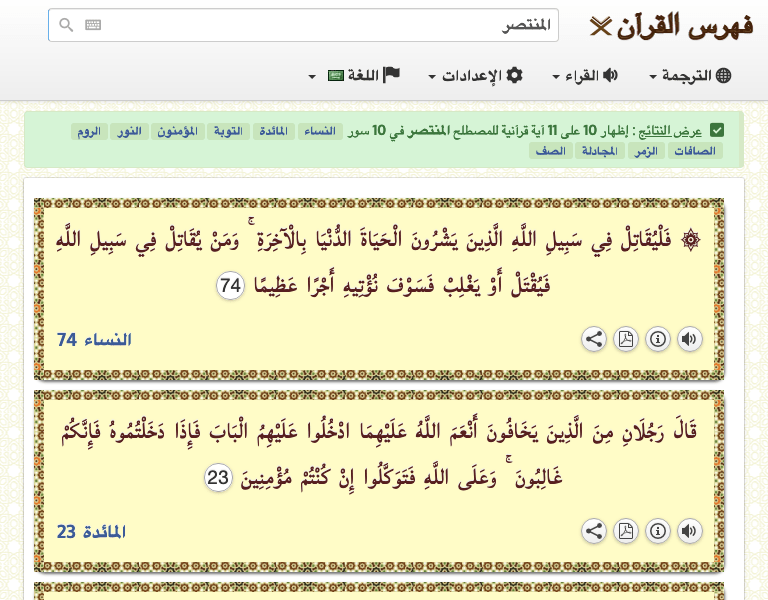 فهرس القرآن
المنتصر
الترجمة القراء الإعدادات اللغة
عرض النتائج : إظهار 10 على 11 آية قرآنية للمصطلح المنتصر في 10 سور النساء المائدة التوبة المؤمنون النور الروم
الصافات الزمر المجادلة الصف
۞ فَلْيُقَاتِلْ فِي سَبِيلِ اللَّهِ الَّذِينَ يَشْرُونَ الْحَيَاةَ الدُّنْيَا بِالْآخِرَةِ ۚ وَمَنْ يُقَاتِلْ فِي سَبِيلِ اللَّهِ
فَيُقْتَلْ أَوْ يَغْلِبْ فَسَوْفَ نُؤْتِيهِ أَجْرًا عَظِيمًا 74
النساء 74
قَالَ رَجُلَانِ مِنَ الَّذِينَ يَخَافُونَ أَنْعَمَ اللَّهُ عَلَيْهِمَا ادْخُلُوا عَلَيْهِمُ الْبَابَ فَإِذَا دَخَلْتُمُوهُ فَإِنَّكُمْ
غَالِبُونَ ۚ وَعَلَى اللَّهِ فَتَوَكَّلُوا إِنْ كُنْتُمْ مُؤْمِنِينَ 23
المائدة 23